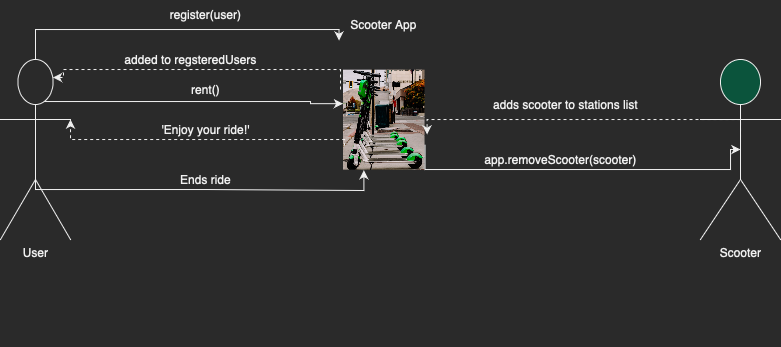 register(user)
Scooter App
added to regsteredUsers
rent()
adds scooter to stations list
'Enjoy your ride!'
app.removeScooter(scooter)
Ends ride
User
Scooter